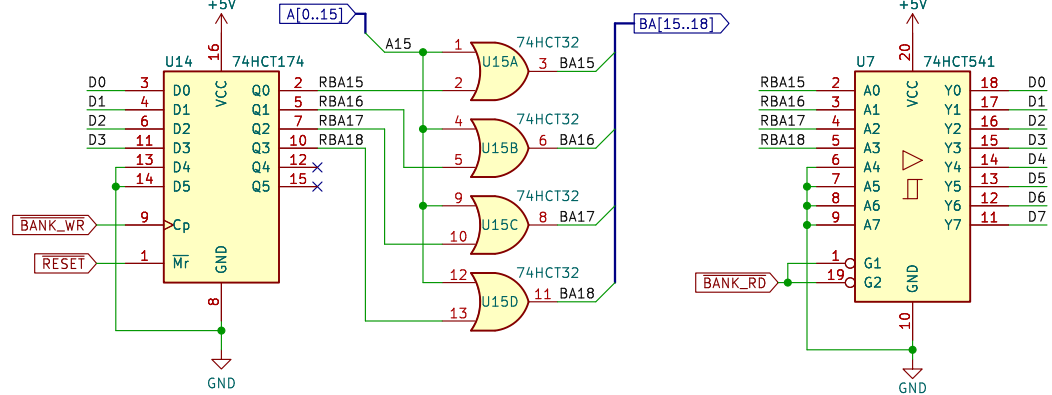 +5V
A[0..15]
BA[15..18]
+5V
U14
16
74HCT174
VCC
D0 3 D0
D1 4 D1
D2 6 D2
D3 11 D3
13 D4
14 D5
BANK_WR 9 Cp
RESET 1 Mr
GND
8
GND
Q0 2 RBA15
Q1 5 RBA16
Q2 7 RBA17
Q3 10 RBA18
Q4 12
Q5 15
A15
1
2
U15A
74HCT32
3 BA15
4
5
U15B
74HCT32
6 BA16
9
10
U15C
74HCT32
8 BA17
12
13
U15D
74HCT32
11 BA18
U7
20
74HCT541
VCC
RBA15 2 A0
RBA16 3 A1
RBA17 4 A2
RBA18 5 A3
6 A4
7 A5
8 A6
9 A7
BANK_RD
1 G1
19 G2
GND
10
GND
Y0 18 D0
Y1 17 D1
Y2 16 D2
Y3 15 D3
Y4 14 D4
Y5 13 D5
Y6 12 D6
Y7 11 D7